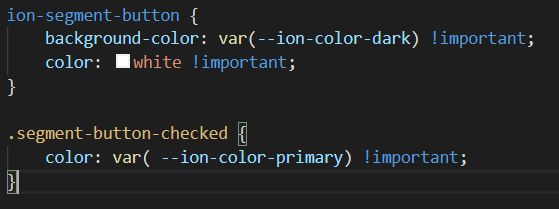 ion-segment-button {
    background-color: var(--ion-color-dark) !important;
    color: white !important;
}

.segment-button-checked {
    color: var( --ion-color-primary) !important;
}